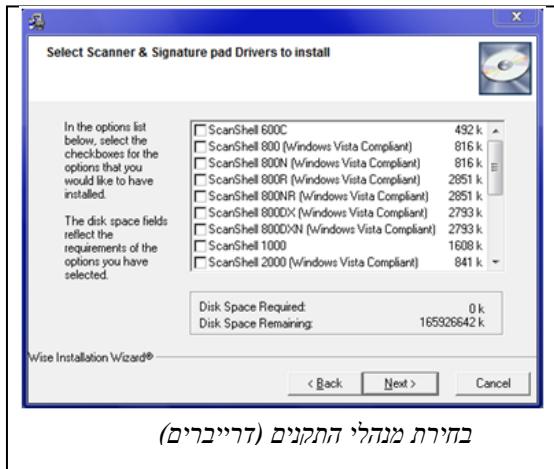 Select Scanner & Signature pad Drivers to install
In the options list
below, select the
checkboxes for the
options that you
would like to have
installed.
The disk space fields
reflect the
requirements of the
options you have
selected.
ScanShell 600C 492 k
ScanShell 800 (Windows Vista Compliant) 816 k
ScanShell 800N (Windows Vista Compliant) 816 k
ScanShell 800R (Windows Vista Compliant) 2851 k
ScanShell 800NR (Windows Vista Compliant) 2851 k
ScanShell 800DX (Windows Vista Compliant) 2793 k
ScanShell 800DXN (Windows Vista Compliant) 2793 k
ScanShell 1000 1608 k
ScanShell 2000 (Windows Vista Compliant) 841 k
Disk Space Required: 0 k
Disk Space Remaining: 165926642 k
Wise Installation Wizard®
< Back Next > Cancel
בחירת מנהלי התקנים (דרייברים)